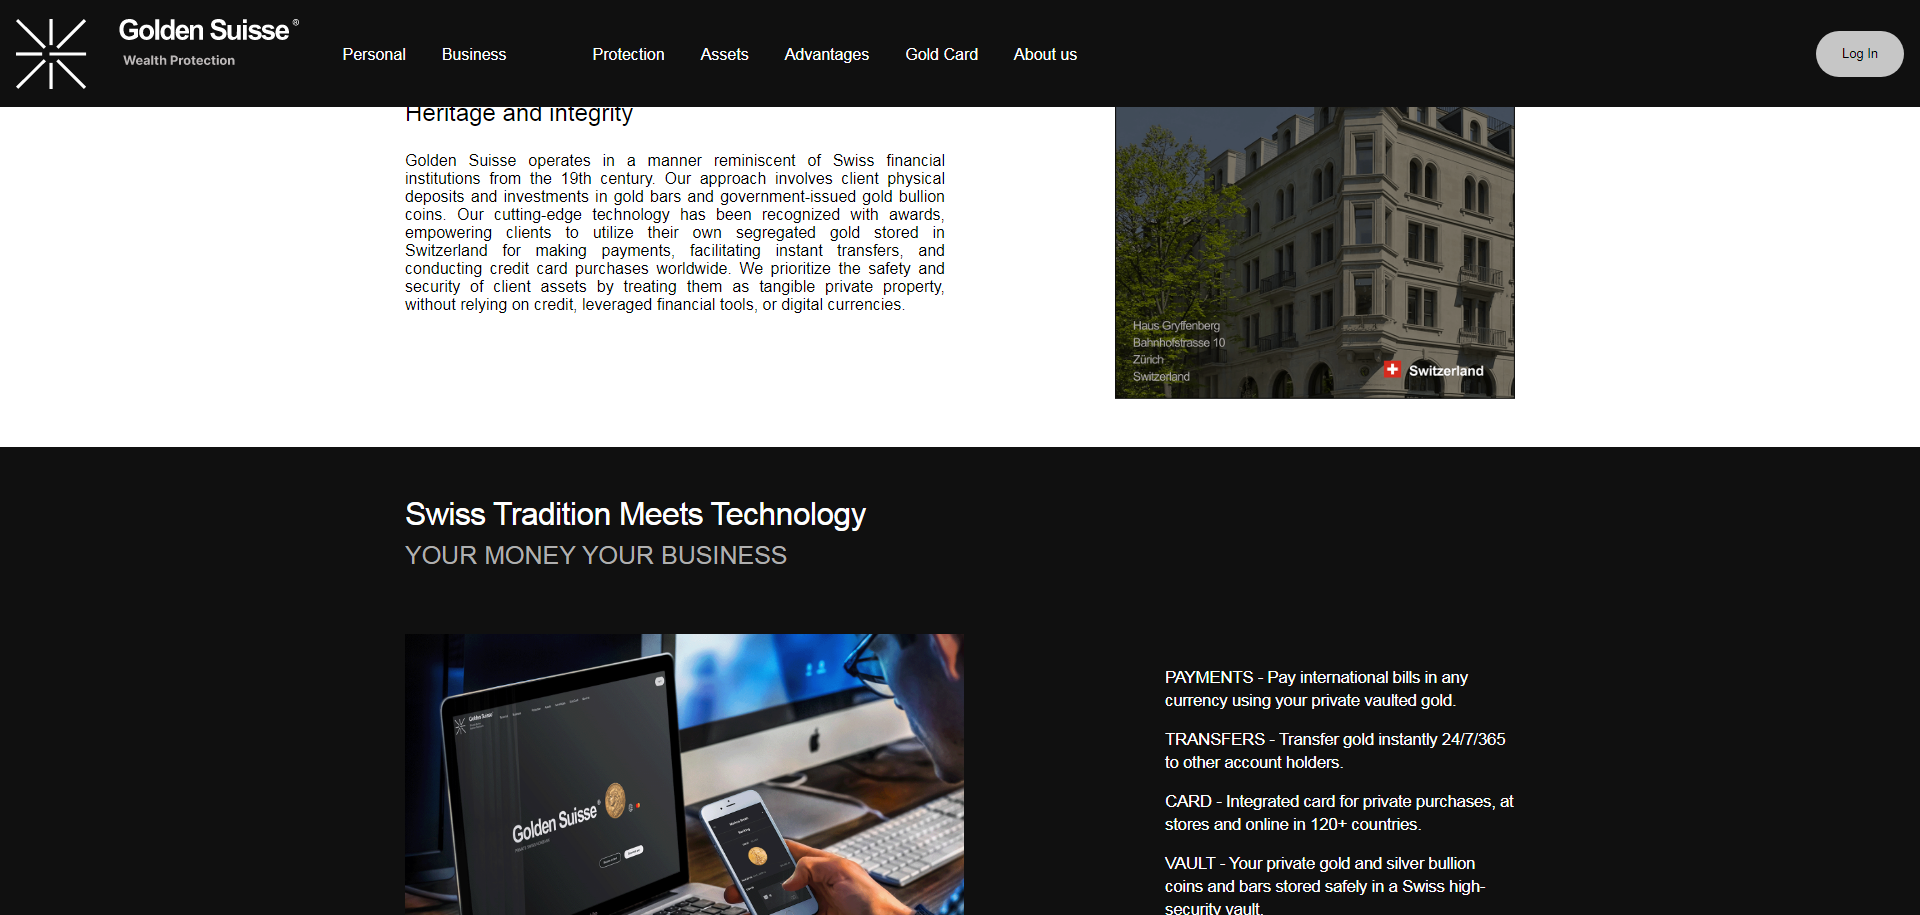 Golden Suisse®
Wealth Protection
Personal Business Protection Assets Advantages Gold Card About us
Log In
Heritage and integrity
Golden Suisse operates in a manner reminiscent of Swiss financial
institutions from the 19th century. Our approach involves client physical
deposits and investments in gold bars and government-issued gold bullion
coins. Our cutting-edge technology has been recognized with awards,
empowering clients to utilize their own segregated gold stored in
Switzerland for making payments, facilitating instant transfers, and
conducting credit card purchases worldwide. We prioritize the safety and
security of client assets by treating them as tangible private property,
without relying on credit, leveraged financial tools, or digital currencies.
Haus Gryffenberg
Bahnhofstrasse 10
Zürich
Switzerland
Switzerland
Swiss Tradition Meets Technology
YOUR MONEY YOUR BUSINESS
Golden Suisse
Golden Suisse®
PAYMENTS - Pay international bills in any
currency using your private vaulted gold.
TRANSFERS - Transfer gold instantly 24/7/365
to other account holders.
CARD - Integrated card for private purchases, at
stores and online in 120+ countries.
VAULT - Your private gold and silver bullion
coins and bars stored safely in a Swiss high-
security vault.